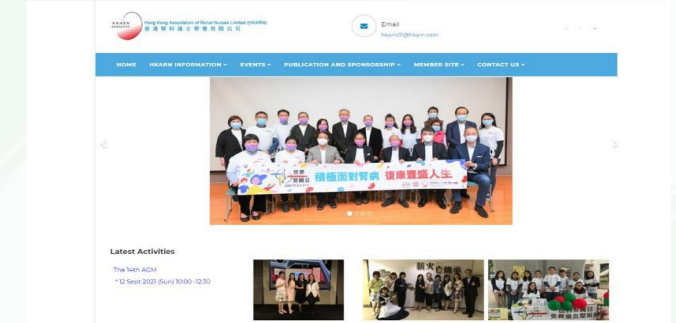 Hong Kong Association of Renal Nurses Limited (HKARN)
香港腎科護士學會有限公司
Email
hkarn01@hkarn.com
HOME HKARN INFORMATION EVENTS PUBLICATION AND SPONSORSHIP MEMBER SITE CONTACT US
積極面對腎病 復康豐盛人生
Latest Activities
The 14th AGM
* 12 Sept 2021 (Sun) 10:00 -12:30